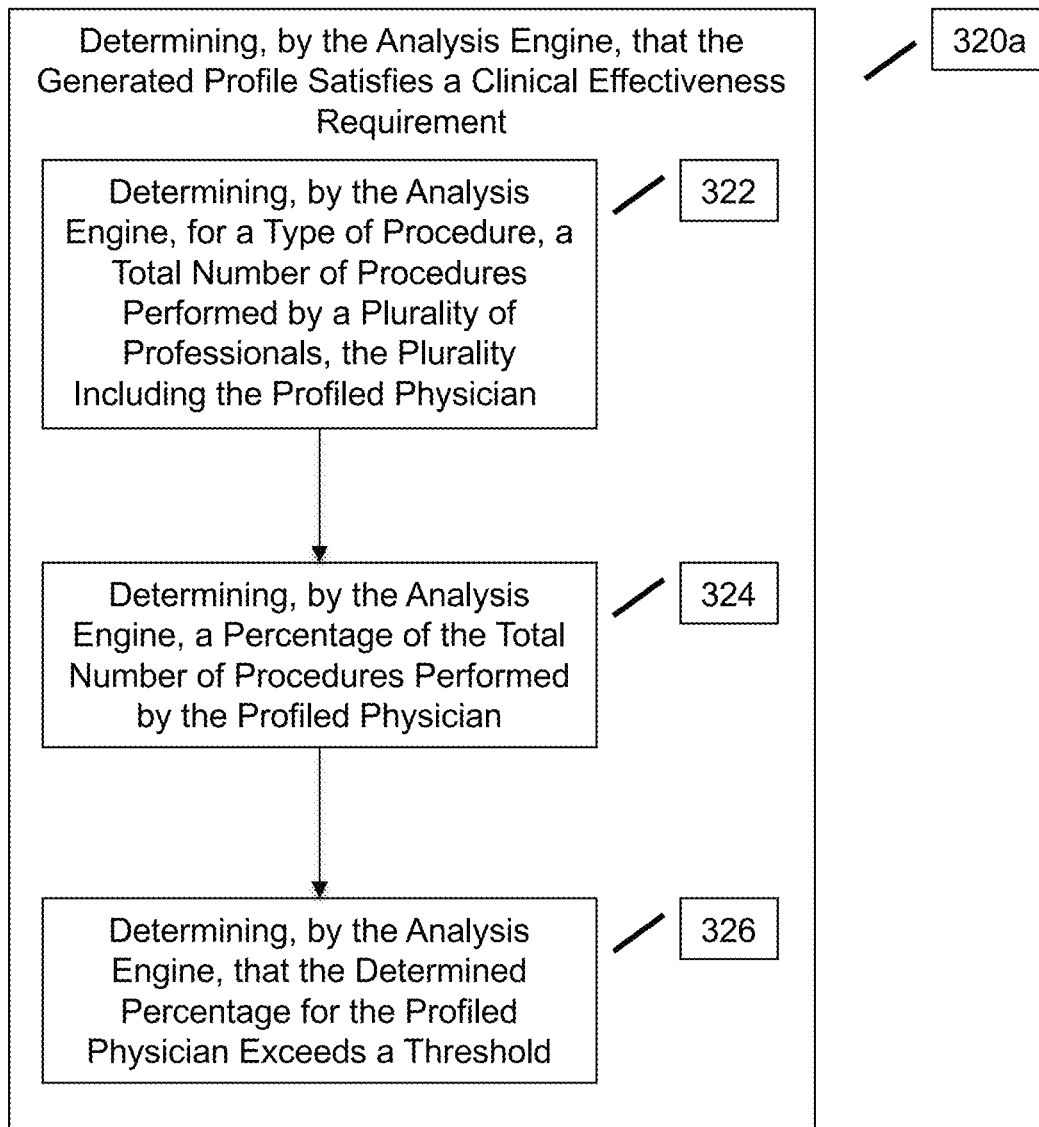 Determining, by the Analysis Engine, that the
Generated Profile Satisfies a Clinical Effectiveness
Requirement
320a
Determining, by the Analysis
Engine, for a Type of Procedure, a
Total Number of Procedures
Performed by a Plurality of
Professionals, the Plurality
Including the Profiled Physician
322
Determining, by the Analysis
Engine, a Percentage of the Total
Number of Procedures Performed
by the Profiled Physician
324
Determining, by the Analysis
Engine, that the Determined
Percentage for the Profiled
Physician Exceeds a Threshold
326